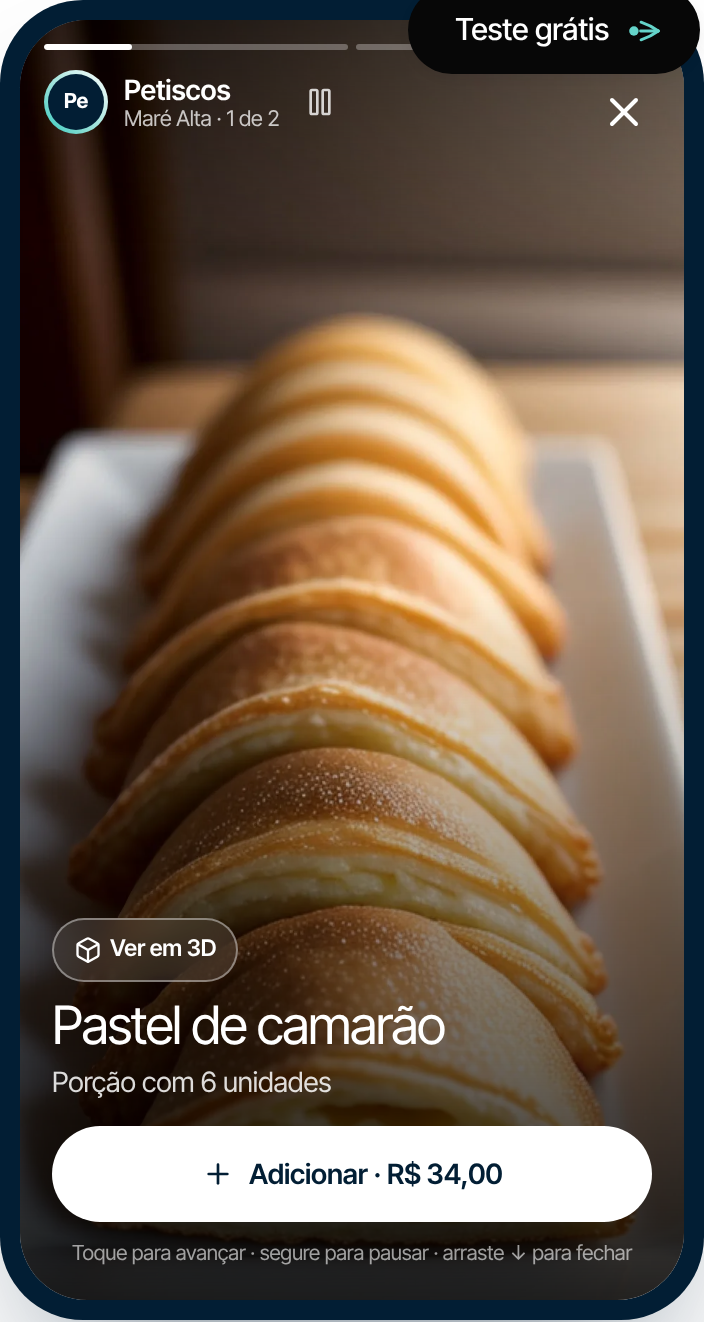 Teste grátis
Pe
Petiscos
Maré Alta · 1 de 2
Ver em 3D
Pastel de camarão
Porção com 6 unidades
+ Adicionar · R$ 34,00
Toque para avançar · segure para pausar · arraste ↓ para fechar